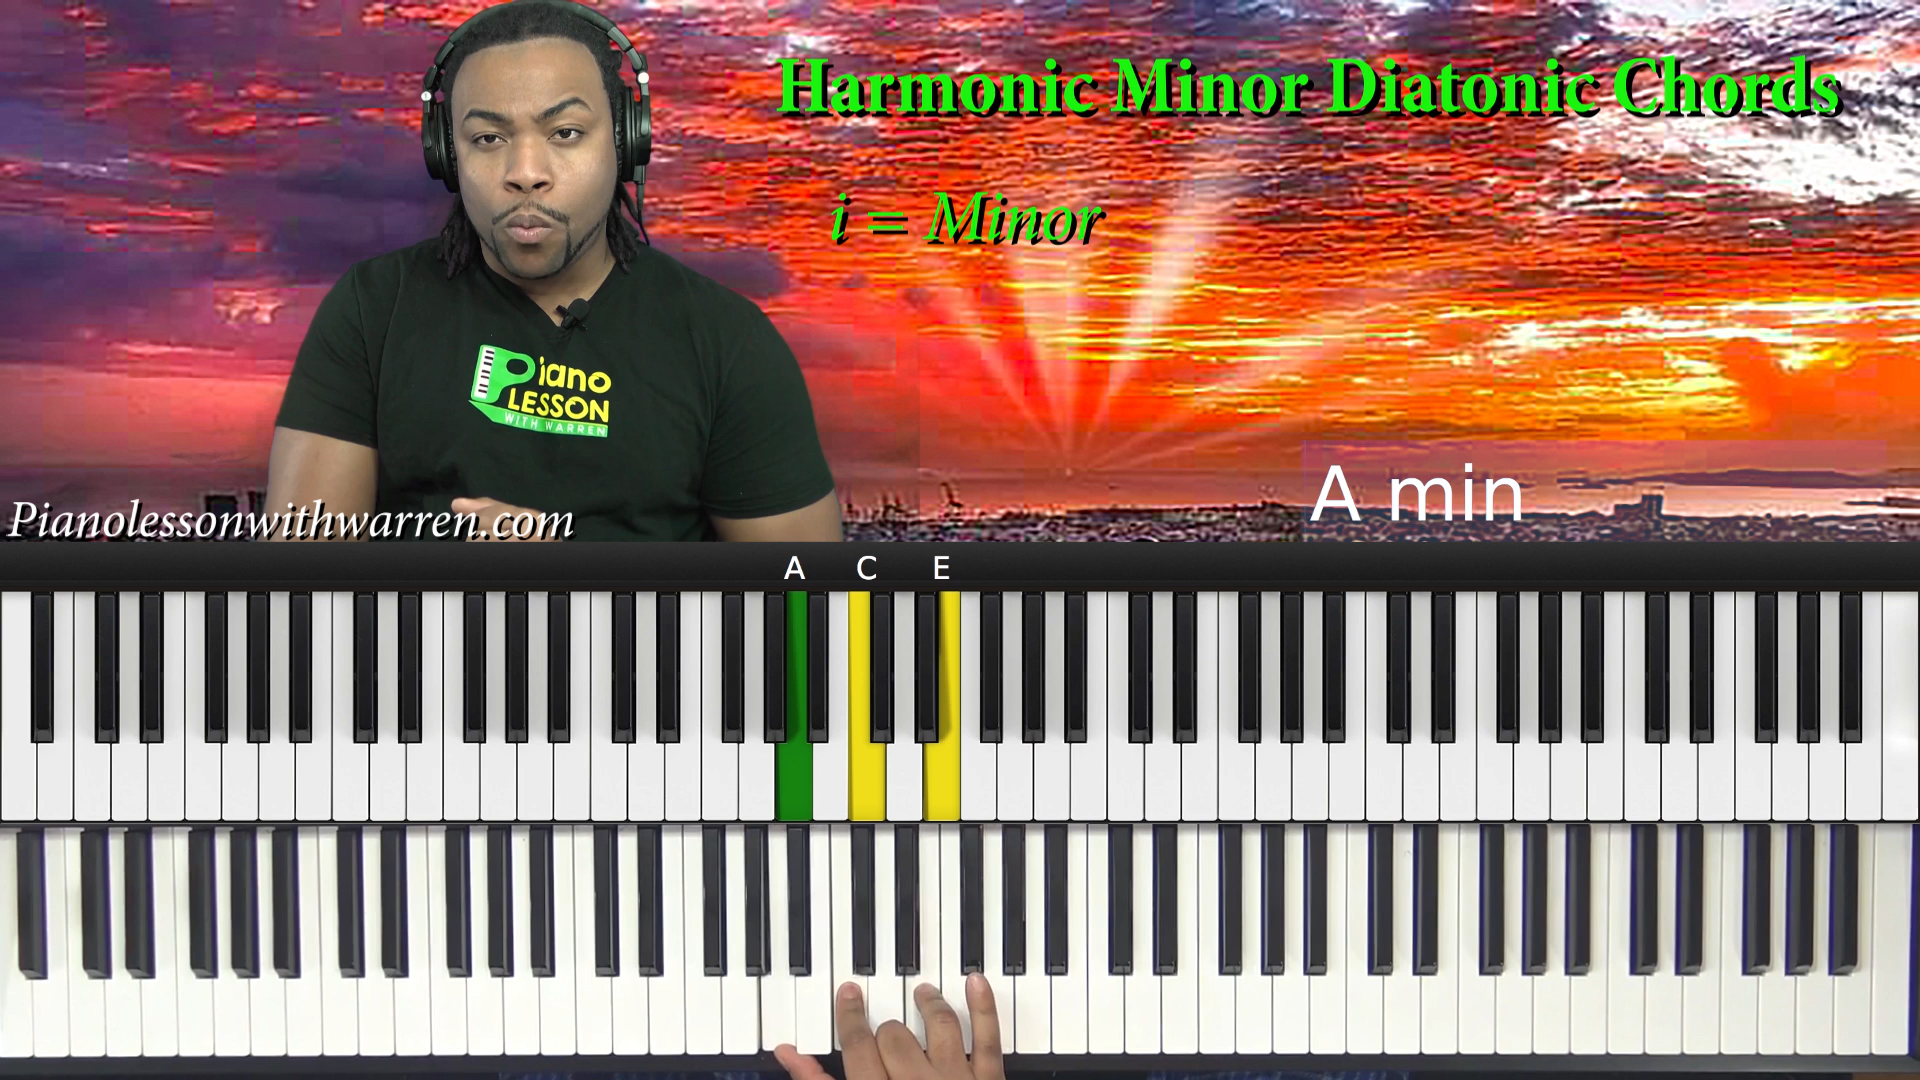 Harmonic Minor Diatonic Chords
i = Minor
Piano
LESSON
WITH WARREN
A min
Pianolessonwithwarren.com
A C E